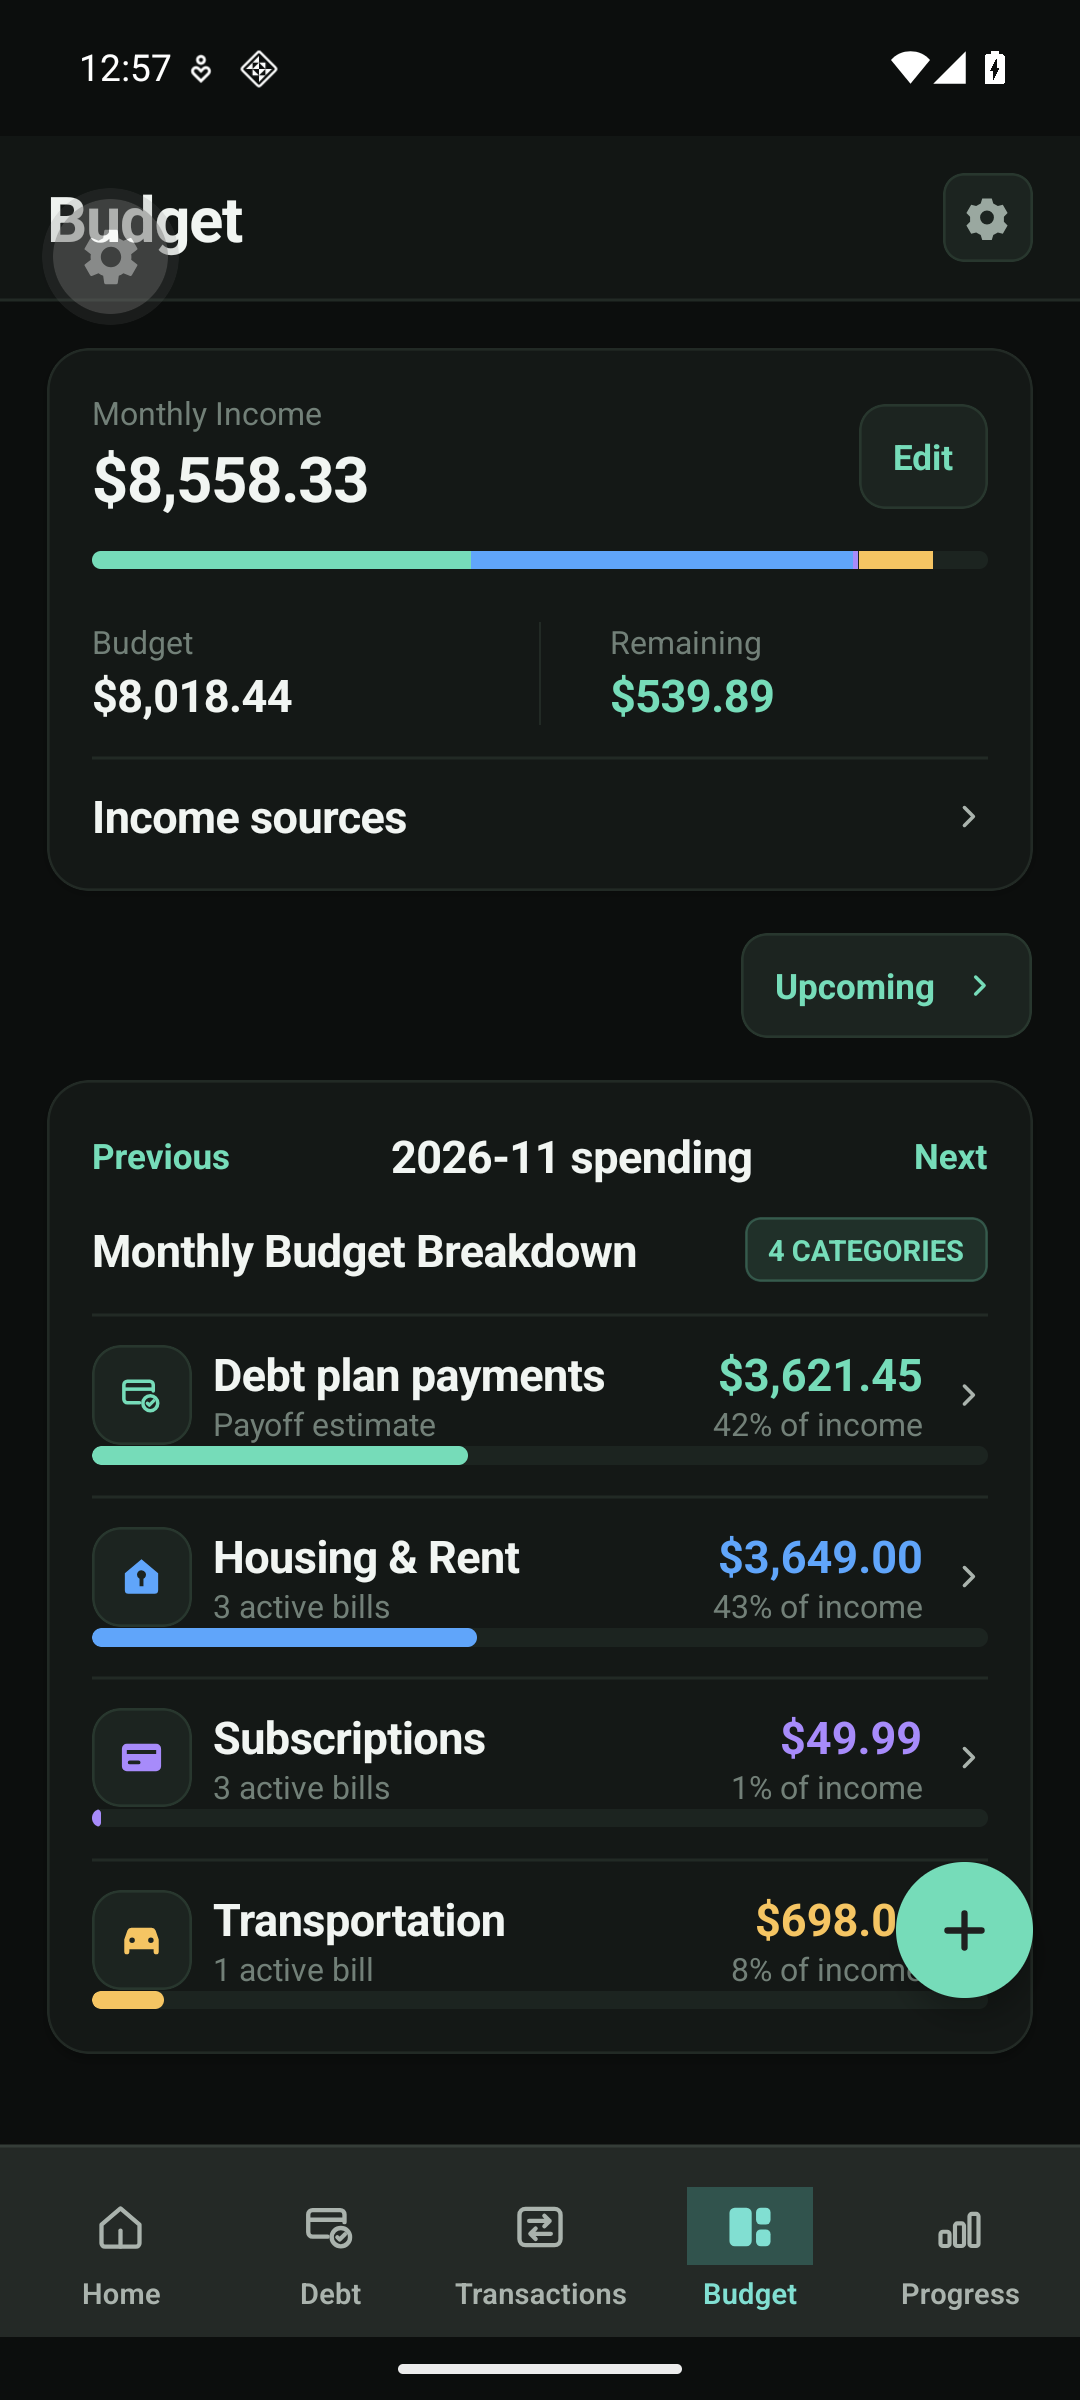 12:57
Budget
Monthly Income
$8,558.33
Edit
Budget
$8,018.44
Remaining
$539.89
Income sources
Upcoming
Previous
2026-11 spending
Next
Monthly Budget Breakdown
4 CATEGORIES
Debt plan payments
$3,621.45
Payoff estimate
42% of income
Housing & Rent
$3,649.00
3 active bills
43% of income
Subscriptions
$49.99
3 active bills
1% of income
Transportation
$698.0
1 active bill
8% of income
Home
Debt
Transactions
Budget
Progress